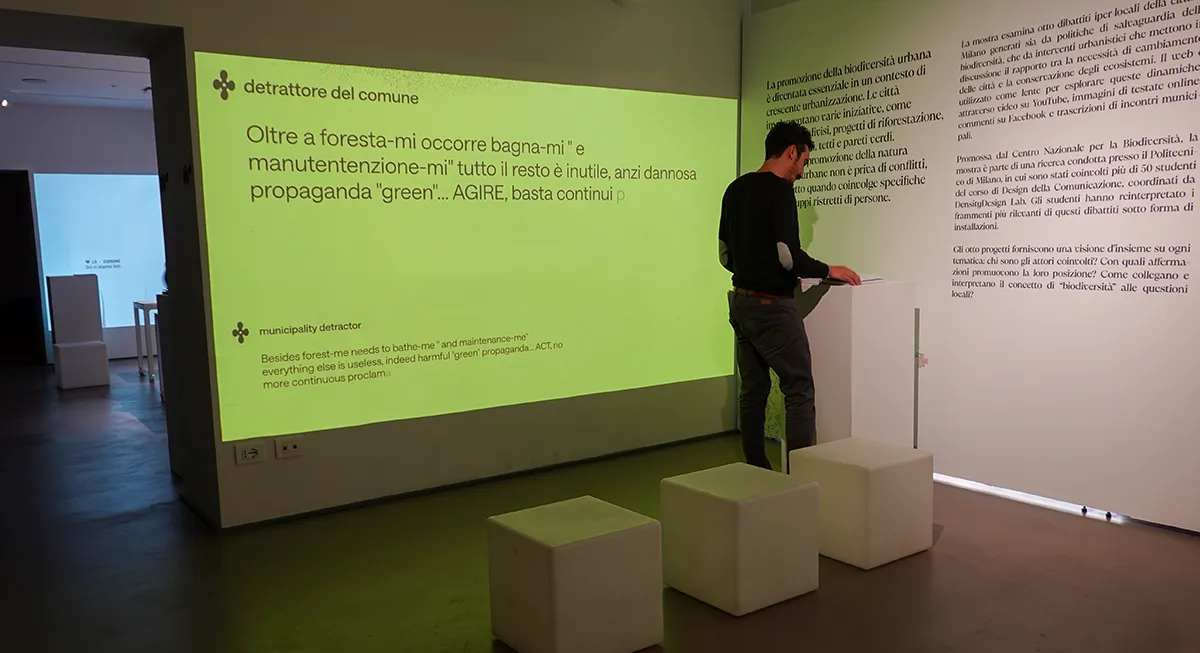 detrattore del comune
Oltre a foresta-mi occorre bagna-mi " e
manutentenzione-mi" tutto il resto è inutile, anzi dannosa
propaganda "green"... AGIRE, basta continui p
municipality detractor
Besides forest-me needs to bathe-me " and maintenance-me"
everything else is useless, indeed harmful "green" propaganda... ACT, no
more continuous proclama
La promozione della biodiversità urbana
è diventata essenziale in un contesto di
crescente urbanizzazione. Le città
varie iniziative, come
progetti di riforestazione,
tetti e pareti verdi.
promozione della natura
non è priva di conflitti,
quando coinvolge specifiche
ristretti di persone.
La mostra esamina otto dibattiti iper locali della
Milano generati sia da politiche di salvaguardia
biodiversità, che da interventi urbanistici che mettono
discussione il rapporto tra la necessità di cambiamento
delle città e la conservazione degli ecosistemi. Il web
utilizzato come lente per esplorare queste dinamiche
attraverso video su YouTube, immagini di testate online
commenti su Facebook e trascrizioni di incontri munici-
pali.
Promossa dal Centro Nazionale per la Biodiversità, la
mostra è parte di una ricerca condotta presso il Politecni-
co di Milano, in cui sono stati coinvolti più di 50 studenti
del corso di Design della Comunicazione, coordinati da
DensityDesign Lab. Gli studenti hanno reinterpretato i
frammenti più rilevanti di questi dibattiti sotto forma di
installazioni.
Gli otto progetti forniscono una visione d'insieme su ogni
tematica: chi sono gli attori coinvolti? Con quali afferma-
zioni promuovono la loro posizione? Come collegano e
interpretano il concetto di "biodiversità" alle questioni
locali?